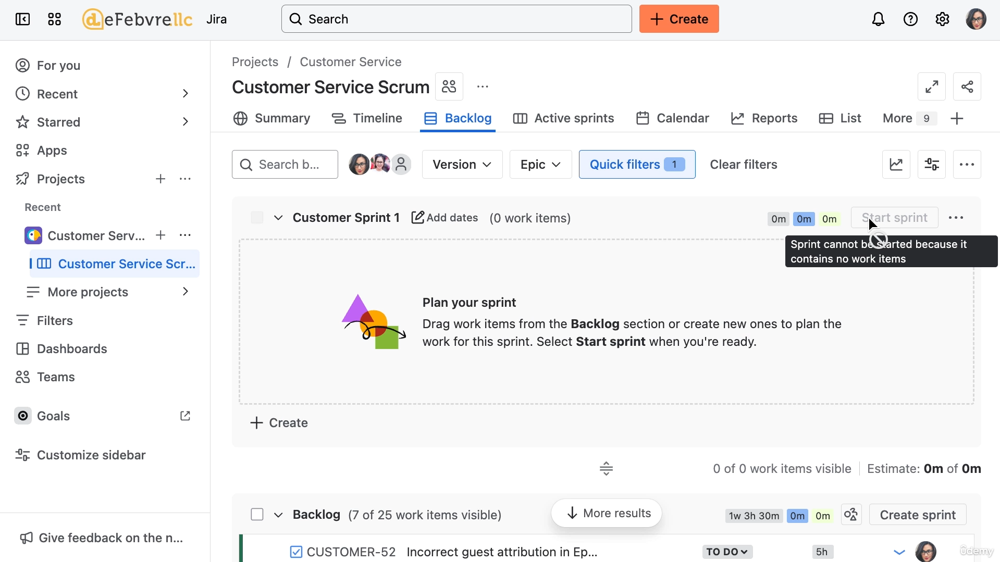 deFebvrellc Jira Search Create
For you
Recent
Starred
Apps
Projects
Recent
Customer Serv...
Customer Service Scr...
More projects
Filters
Dashboards
Teams
Goals
Customize sidebar
Give feedback on the n...
Projects / Customer Service
Customer Service Scrum
Summary Timeline Backlog Active sprints Calendar Reports List More 9
Search b... Version Epic Quick filters 1 Clear filters
Customer Sprint 1 Add dates (0 work items) 0m 0m 0m Start sprint
Sprint cannot be started because it
contains no work items
Plan your sprint
Drag work items from the Backlog section or create new ones to plan the
work for this sprint. Select Start sprint when you're ready.
Create
0 of 0 work items visible Estimate: 0m of 0m
Backlog (7 of 25 work items visible) More results 1w 3h 30m 0m 0m Create sprint
CUSTOMER-52 Incorrect guest attribution in Ep... TO DO 5h
ûdemy